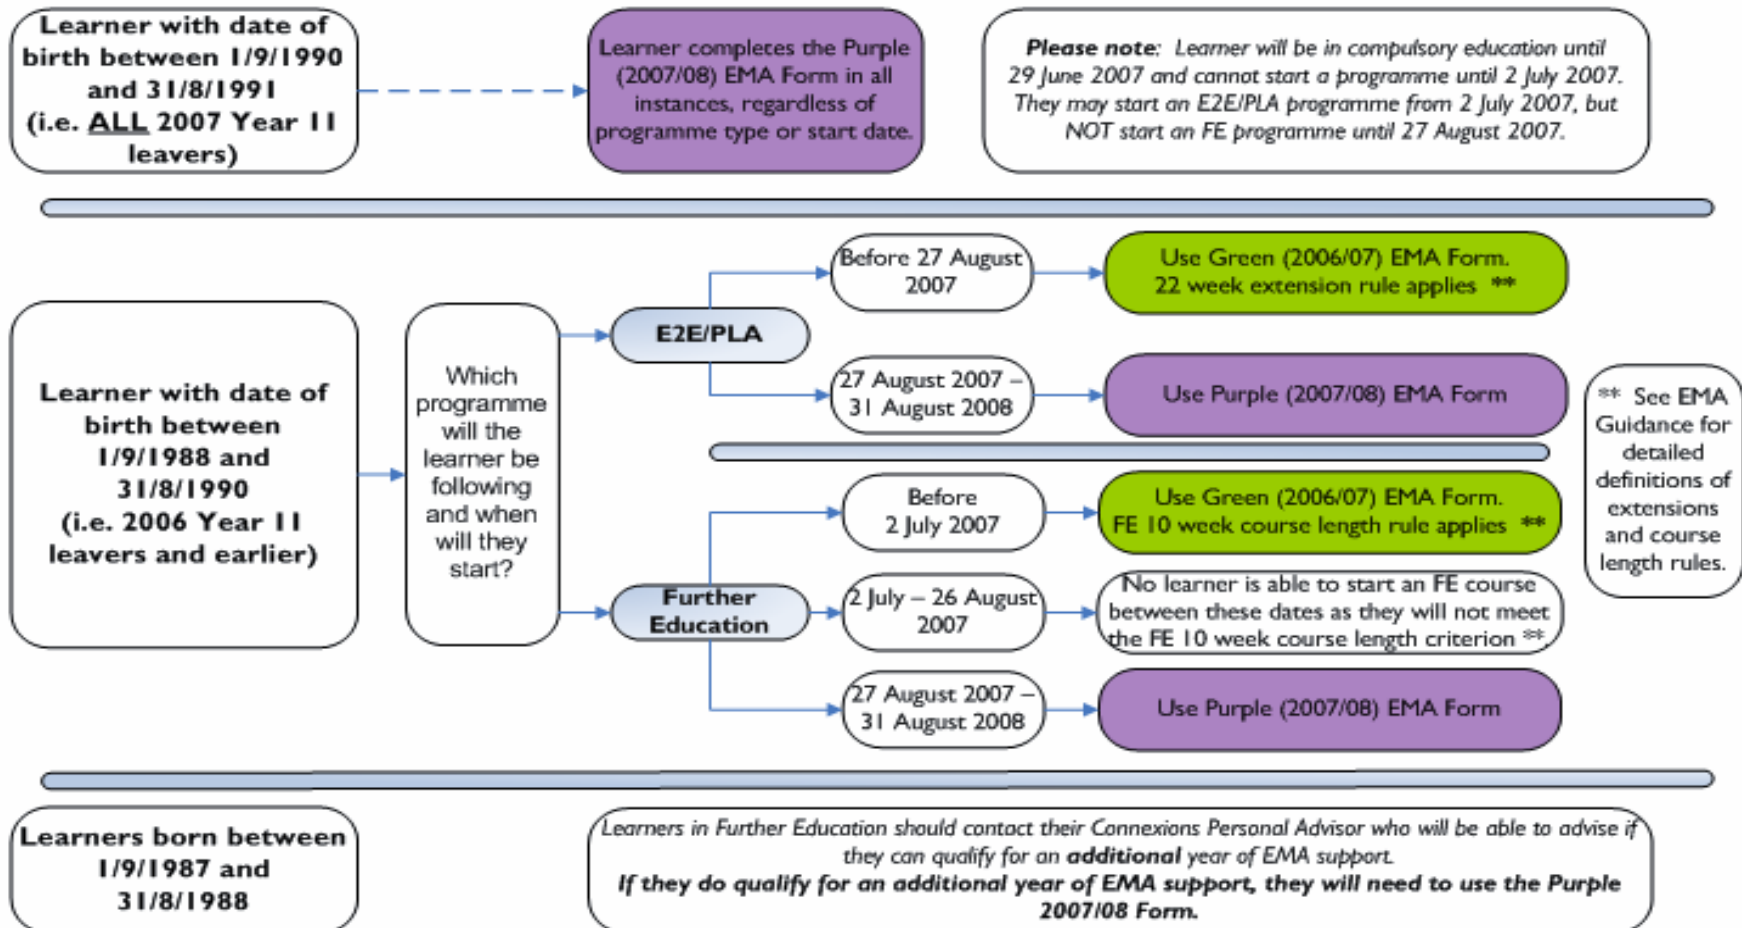 Learner with date of
birth between 1/9/1990
and 31/8/1991
(i.e. ALL 2007 Year 11
leavers)
Learner completes the Purple
(2007/08) EMA Form in all
instances, regardless of
programme type or start date.
Please note: Learner will be in compulsory education until
29 June 2007 and cannot start a programme until 2 July 2007.
They may start an E2E/PLA programme from 2 July 2007, but
NOT start an FE programme until 27 August 2007.
Learner with date of
birth between
1/9/1988 and
31/8/1990
(i.e. 2006 Year 11
leavers and earlier)
Which
programme
will the
learner be
following
and when
will they
start?
E2E/PLA
Before 27 August
2007
Use Green (2006/07) EMA Form.
22 week extension rule applies **
27 August 2007 –
31 August 2008
Use Purple (2007/08) EMA Form
Further
Education
Before
2 July 2007
Use Green (2006/07) EMA Form.
FE 10 week course length rule applies **
2 July – 26 August
2007
No learner is able to start an FE course
between these dates as they will not meet
the FE 10 week course length criterion **
27 August 2007 –
31 August 2008
Use Purple (2007/08) EMA Form
** See EMA
Guidance for
detailed
definitions of
extensions
and course
length rules.
Learners born between
1/9/1987 and
31/8/1988
Learners in Further Education should contact their Connexions Personal Advisor who will be able to advise if
they can qualify for an additional year of EMA support.
If they do qualify for an additional year of EMA support, they will need to use the Purple
2007/08 Form.